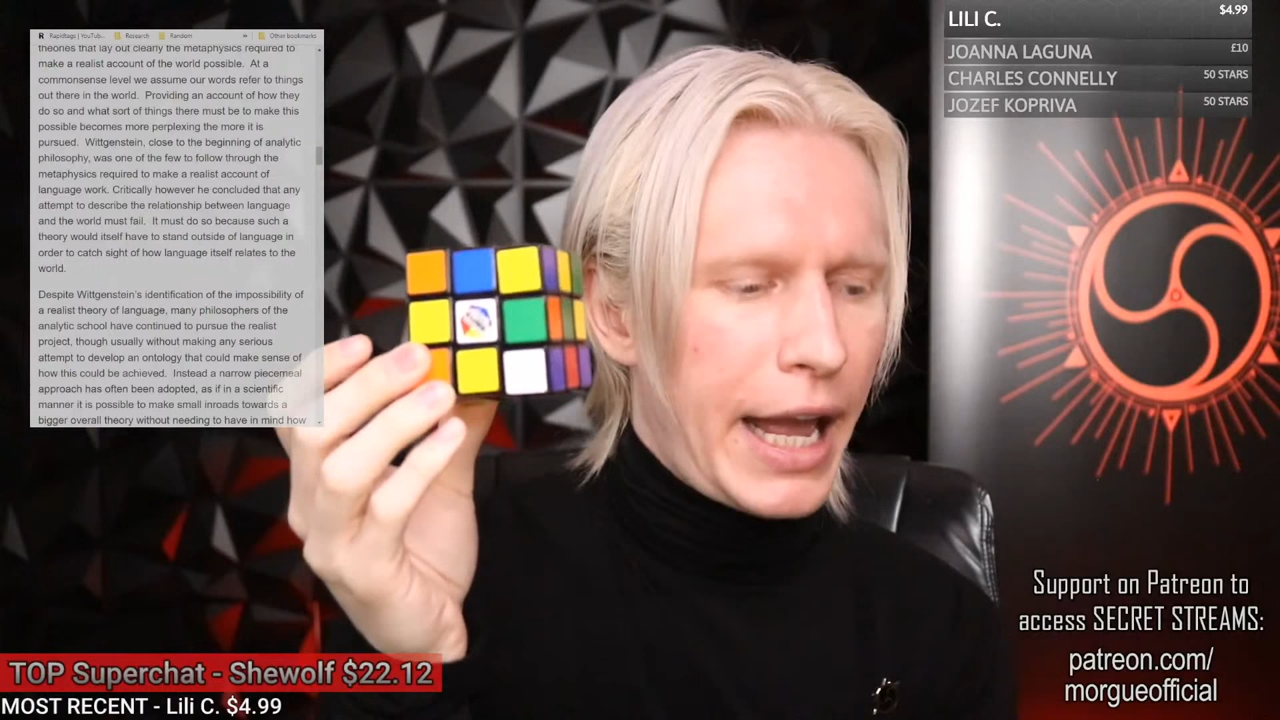 Rapidtags | YouTub...
Research
Random
»
Other bookmarks
theories that lay out clearly the metaphysics required to
make a realist account of the world possible.  At a
commonsense level we assume our words refer to things
out there in the world.  Providing an account of how they
do so and what sort of things there must be to make this
possible becomes more perplexing the more it is
pursued.  Wittgenstein, close to the beginning of analytic
philosophy, was one of the few to follow through the
metaphysics required to make a realist account of
language work. Critically however he concluded that any
attempt to describe the relationship between language
and the world must fail.  It must do so because such a
theory would itself have to stand outside of language in
order to catch sight of how language itself relates to the
world.
Despite Wittgenstein's identification of the impossibility of
a realist theory of language, many philosophers of the
analytic school have continued to pursue the realist
project, though usually without making any serious
attempt to develop an ontology that could make sense of
how this could be achieved.  Instead a narrow piecemeal
approach has often been adopted, as if in a scientific
manner it is possible to make small inroads towards a
bigger overall theory without needing to have in mind how
LILI C. $4.99
JOANNA LAGUNA £10
CHARLES CONNELLY 50 STARS
JOZEF KOPRIVA 50 STARS
Support on Patreon to
access SECRET STREAMS:
patreon.com/
morgueofficial
TOP Superchat - Shewolf $22.12
MOST RECENT - Lili C. $4.99